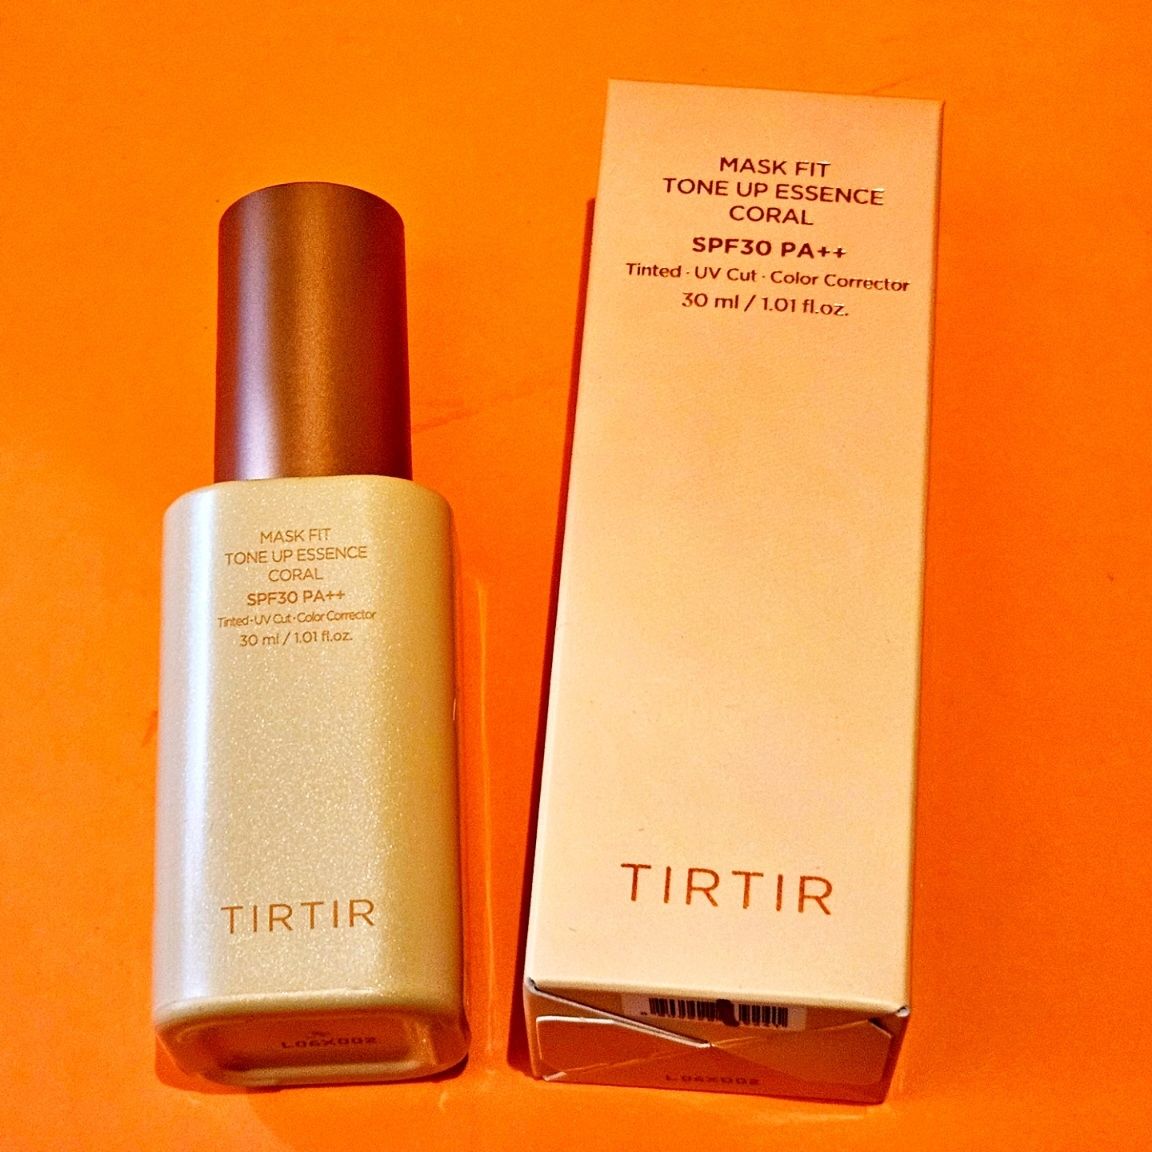 MASK FIT
TONE UP ESSENCE
CORAL
SPF30 PA++
Tinted · UV Cut · Color Corrector
30 ml / 1.01 fl.oz.
TIRTIR
L06X002
MASK FIT
TONE UP ESSENCE
CORAL
SPF30 PA++
Tinted · UV Cut · Color Corrector
30 ml / 1.01 fl.oz.
TIRTIR
L06X002